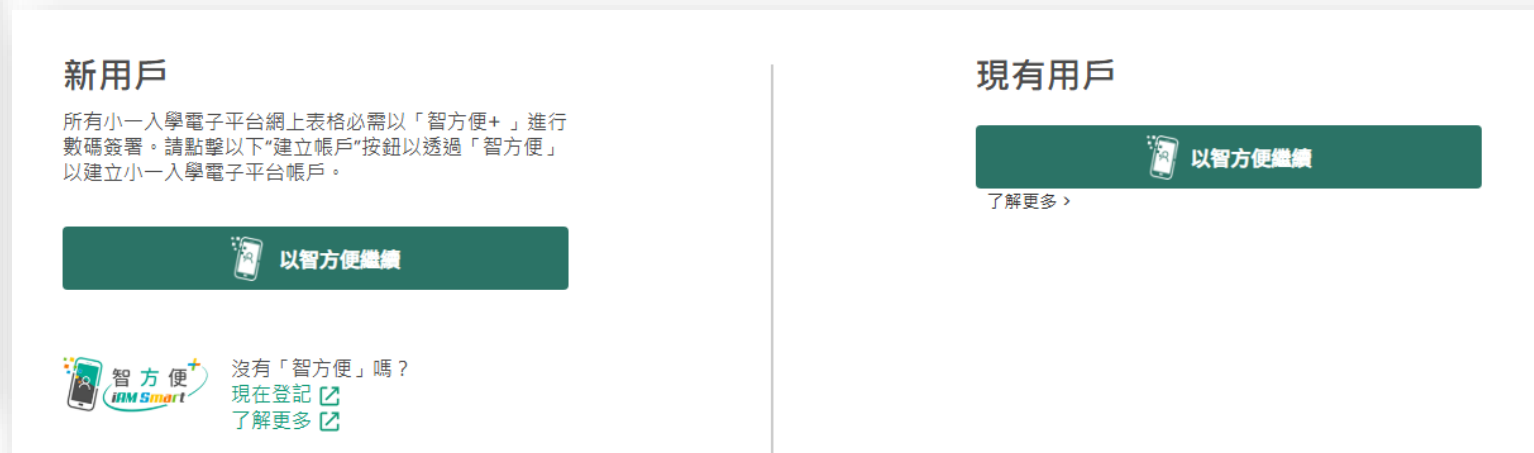 新用戶
所有小一入學電子平台網上表格必需以「智方便+ 」進行
數碼簽署。請點擊以下"建立帳戶"按鈕以透過「智方便」
以建立小一入學電子平台帳戶。
以智方便繼續
智方便+
iAM Smart
沒有「智方便」嗎？
現在登記
了解更多
現有用戶
以智方便繼續
了解更多 >